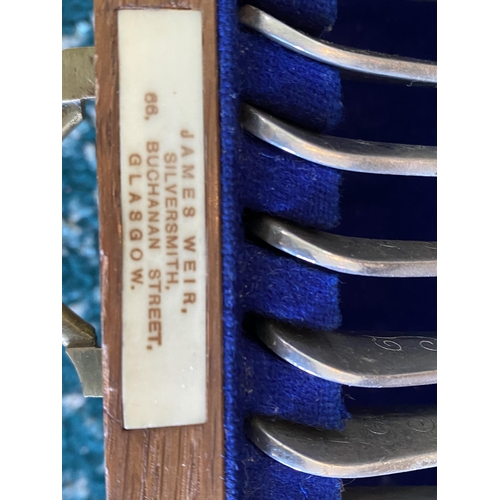 JAMES WEIR,
SILVERSMITH,
66, BUCHANAN STREET,
GLASGOW.